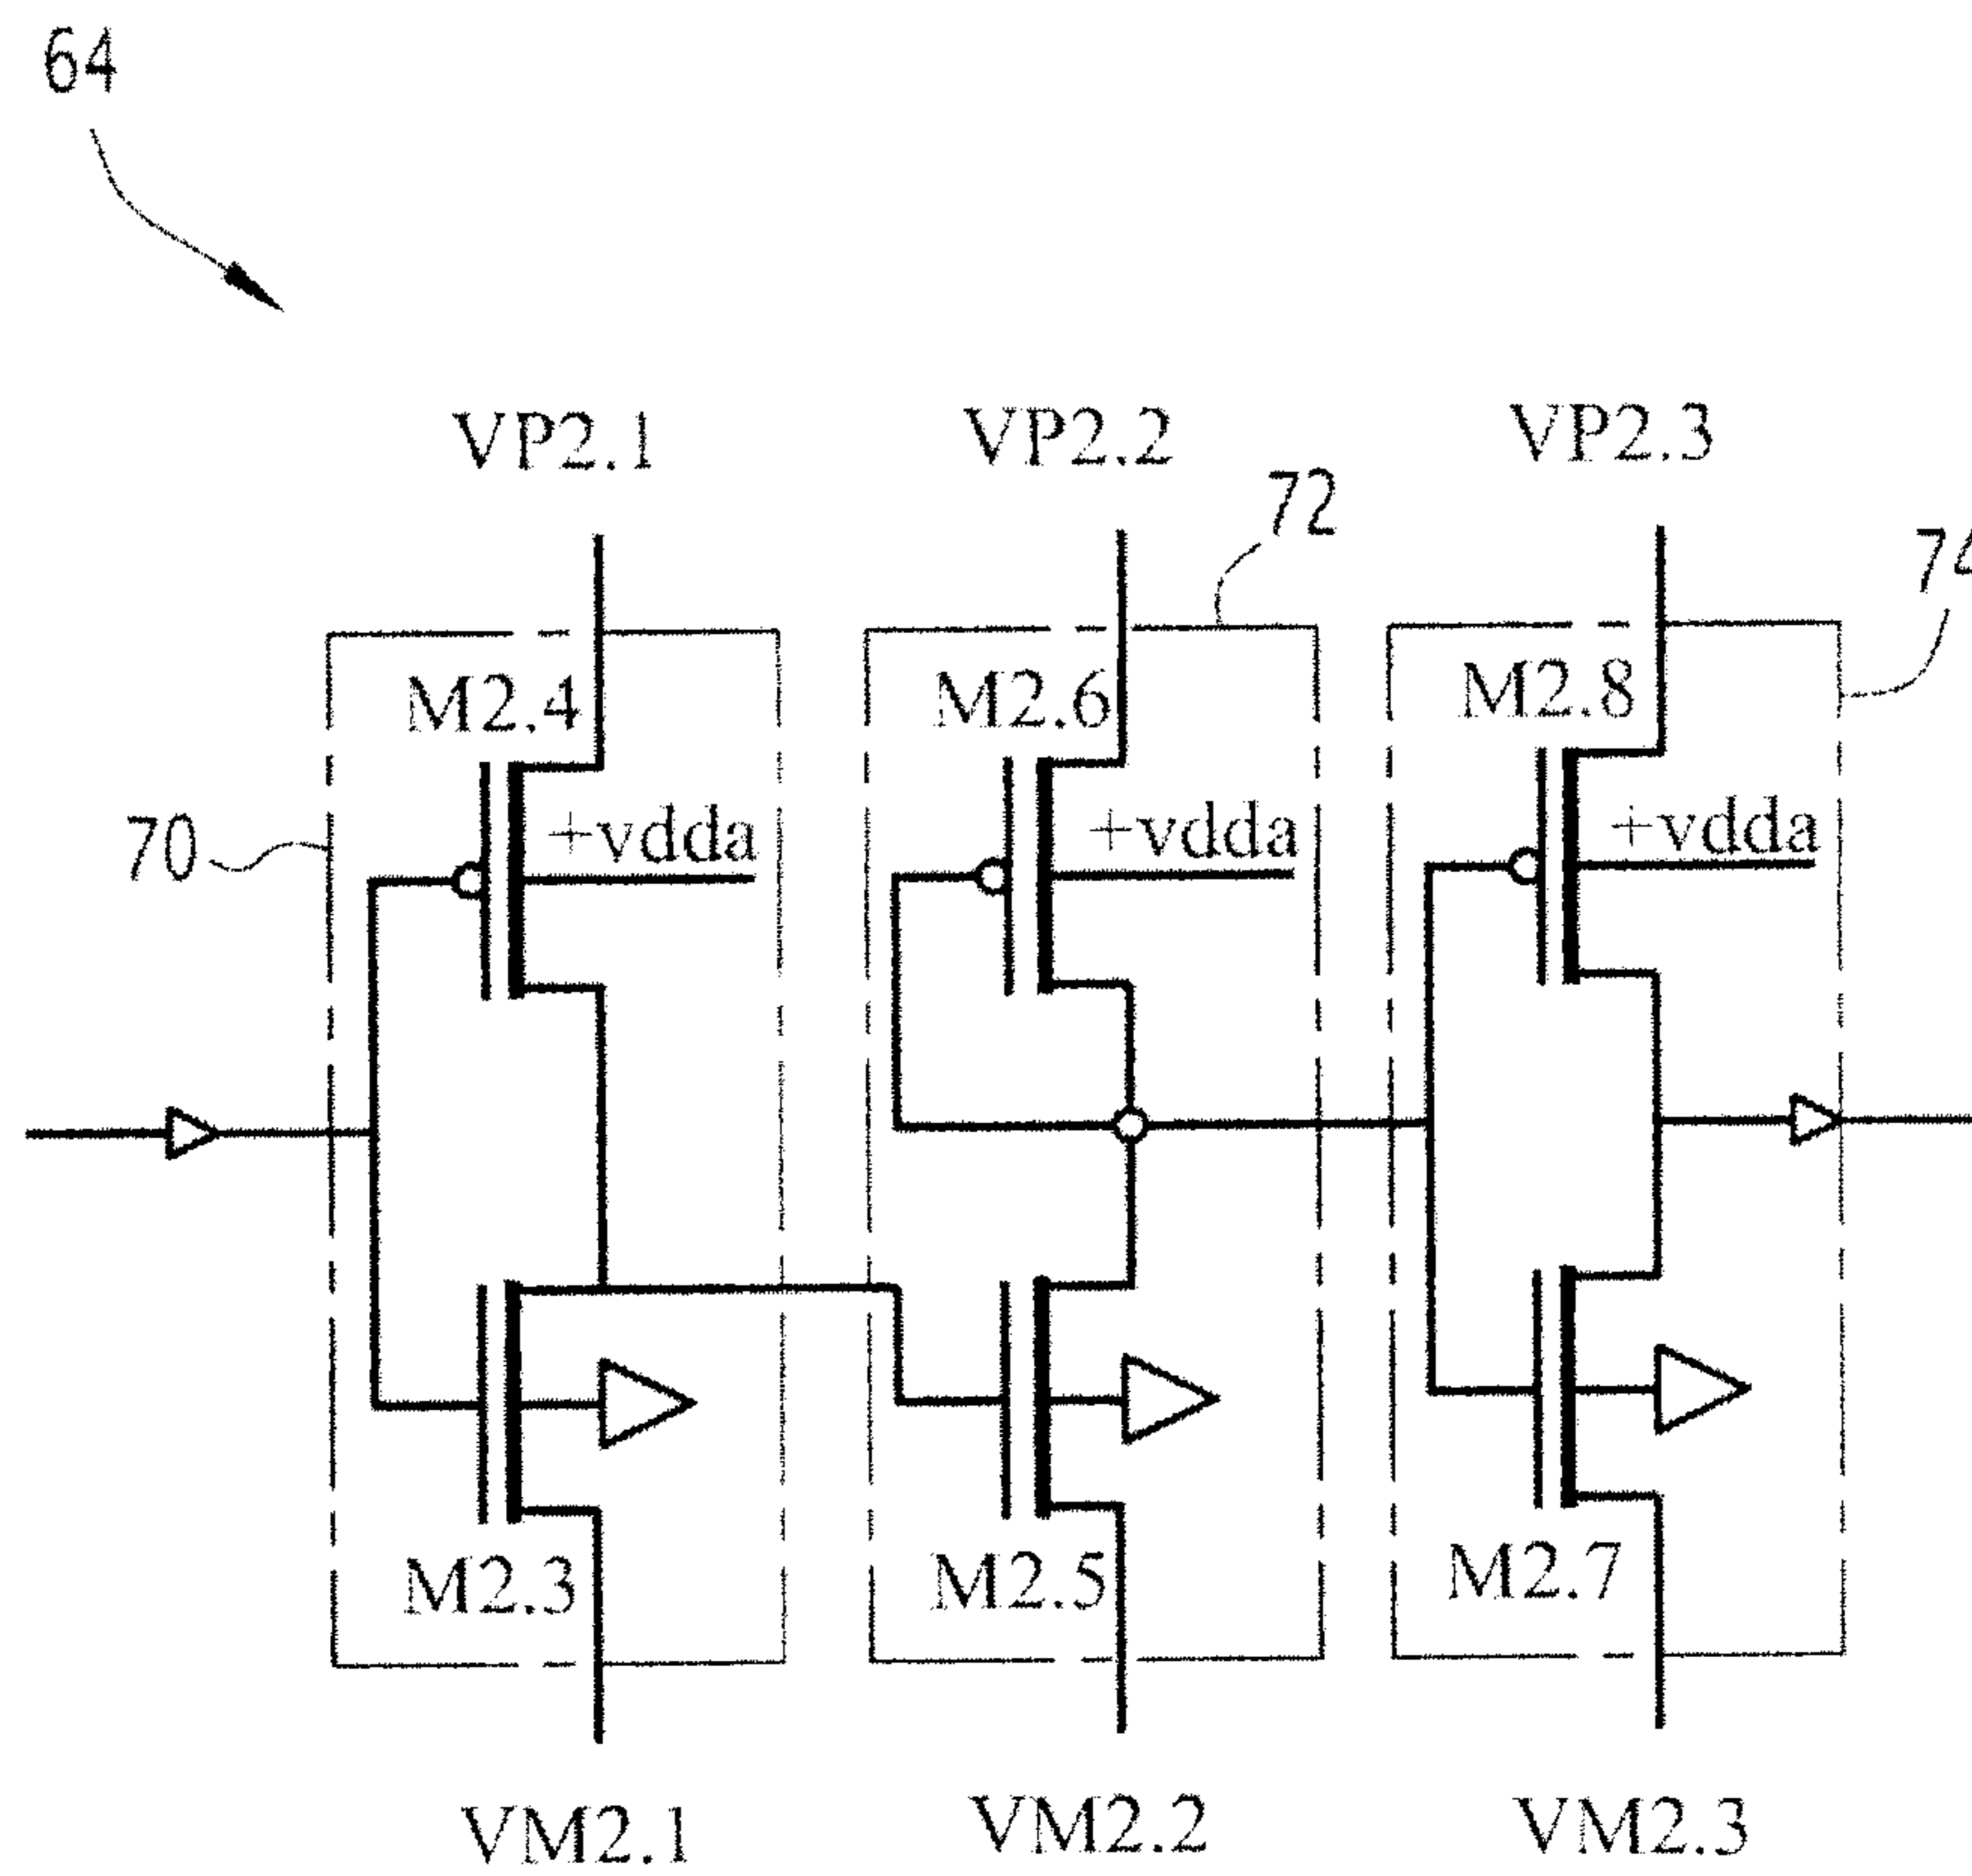 64
VP2.1 VP2.2 VP2.3
72
74
M2.4 M2.6 M2.8
70
+vdda +vdda +vdda
M2.3 M2.5 M2.7
VM2.1 VM2.2 VM2.3